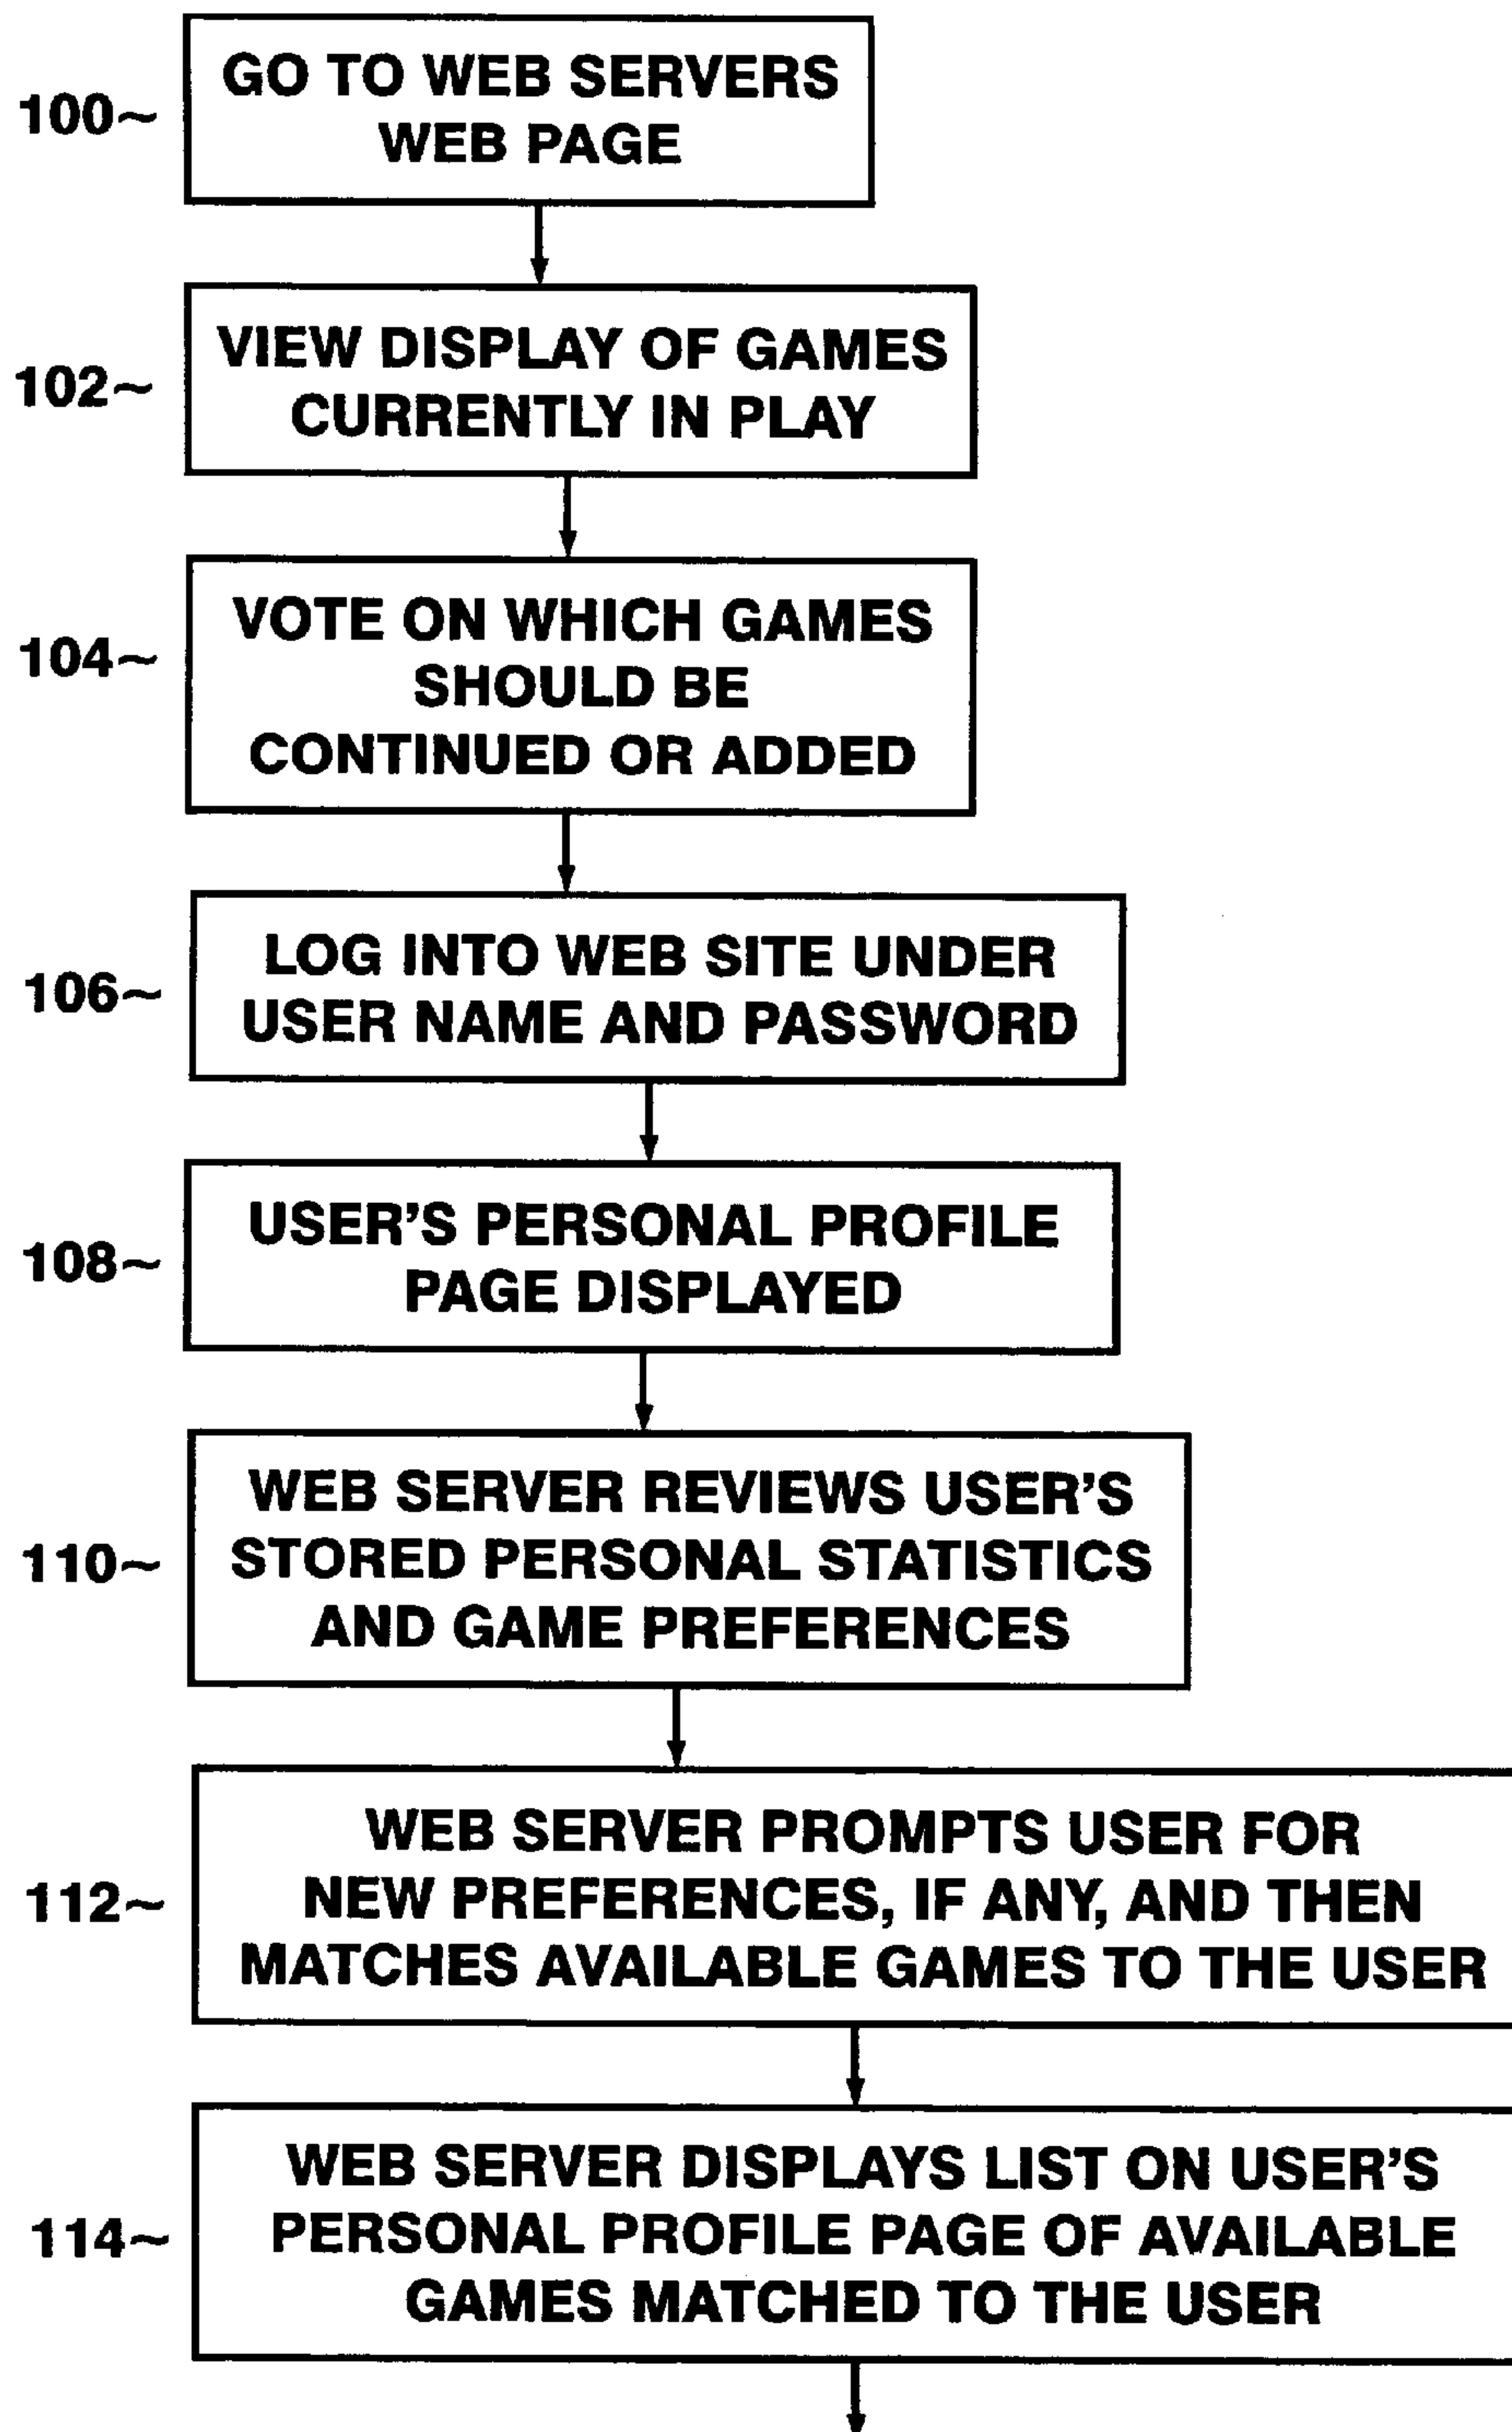 100~
GO TO WEB SERVERS
WEB PAGE
102~
VIEW DISPLAY OF GAMES
CURRENTLY IN PLAY
104~
VOTE ON WHICH GAMES
SHOULD BE
CONTINUED OR ADDED
106~
LOG INTO WEB SITE UNDER
USER NAME AND PASSWORD
108~
USER'S PERSONAL PROFILE
PAGE DISPLAYED
110~
WEB SERVER REVIEWS USER'S
STORED PERSONAL STATISTICS
AND GAME PREFERENCES
112~
WEB SERVER PROMPTS USER FOR
NEW PREFERENCES, IF ANY, AND THEN
MATCHES AVAILABLE GAMES TO THE USER
114~
WEB SERVER DISPLAYS LIST ON USER'S
PERSONAL PROFILE PAGE OF AVAILABLE
GAMES MATCHED TO THE USER